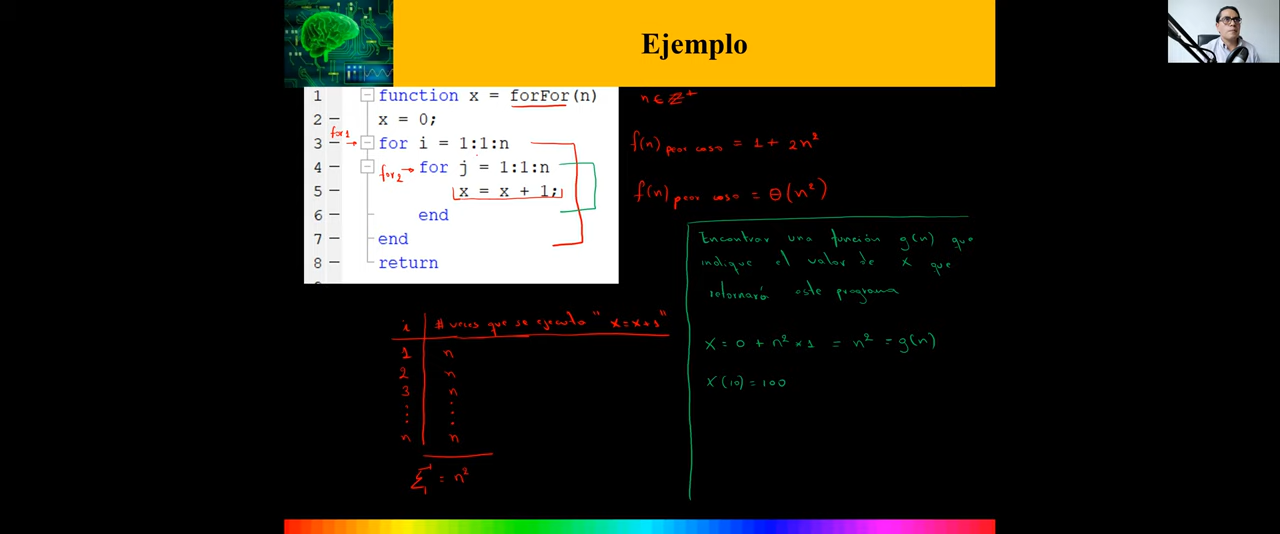 Ejemplo
1 function x = forFor(n)
2 x = 0;
for1 → 3 for i = 1:1:n
4 for2 → for j = 1:1:n
5 x = x + 1;
6 end
7 end
8 return
n ∈ ℤ⁺
f(n) peor caso = 1 + 2n²
f(n) peor caso = Θ(n²)
Encontrar una función g(n) que
indique el valor de x que
retornará este programa
x = 0 + n² × 1 = n² = g(n)
x(10) = 100
i # veces que se ejecuta "x=x+1"
1 n
2 n
3 n
⋮ ⋮
n n
Σ = n²